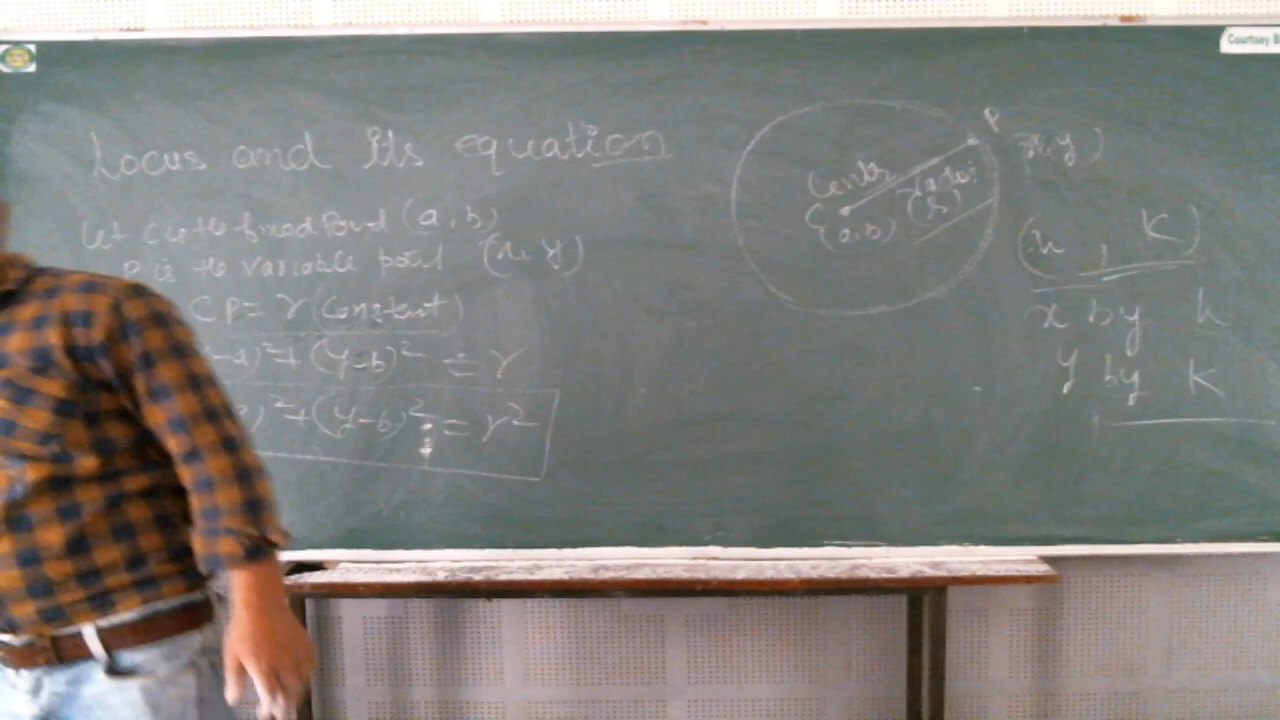 Locus and Its equation
Let C is the fixed Point (a, b)
P is the variable point (x, y)
CP = r (Constant)
-a)²+(y-b)² = r
)²+(y-b)² = r²
P
x, y)
Centre
C
(a, b)
(r)
(h , K)
x by h
y by K
Courtsey B